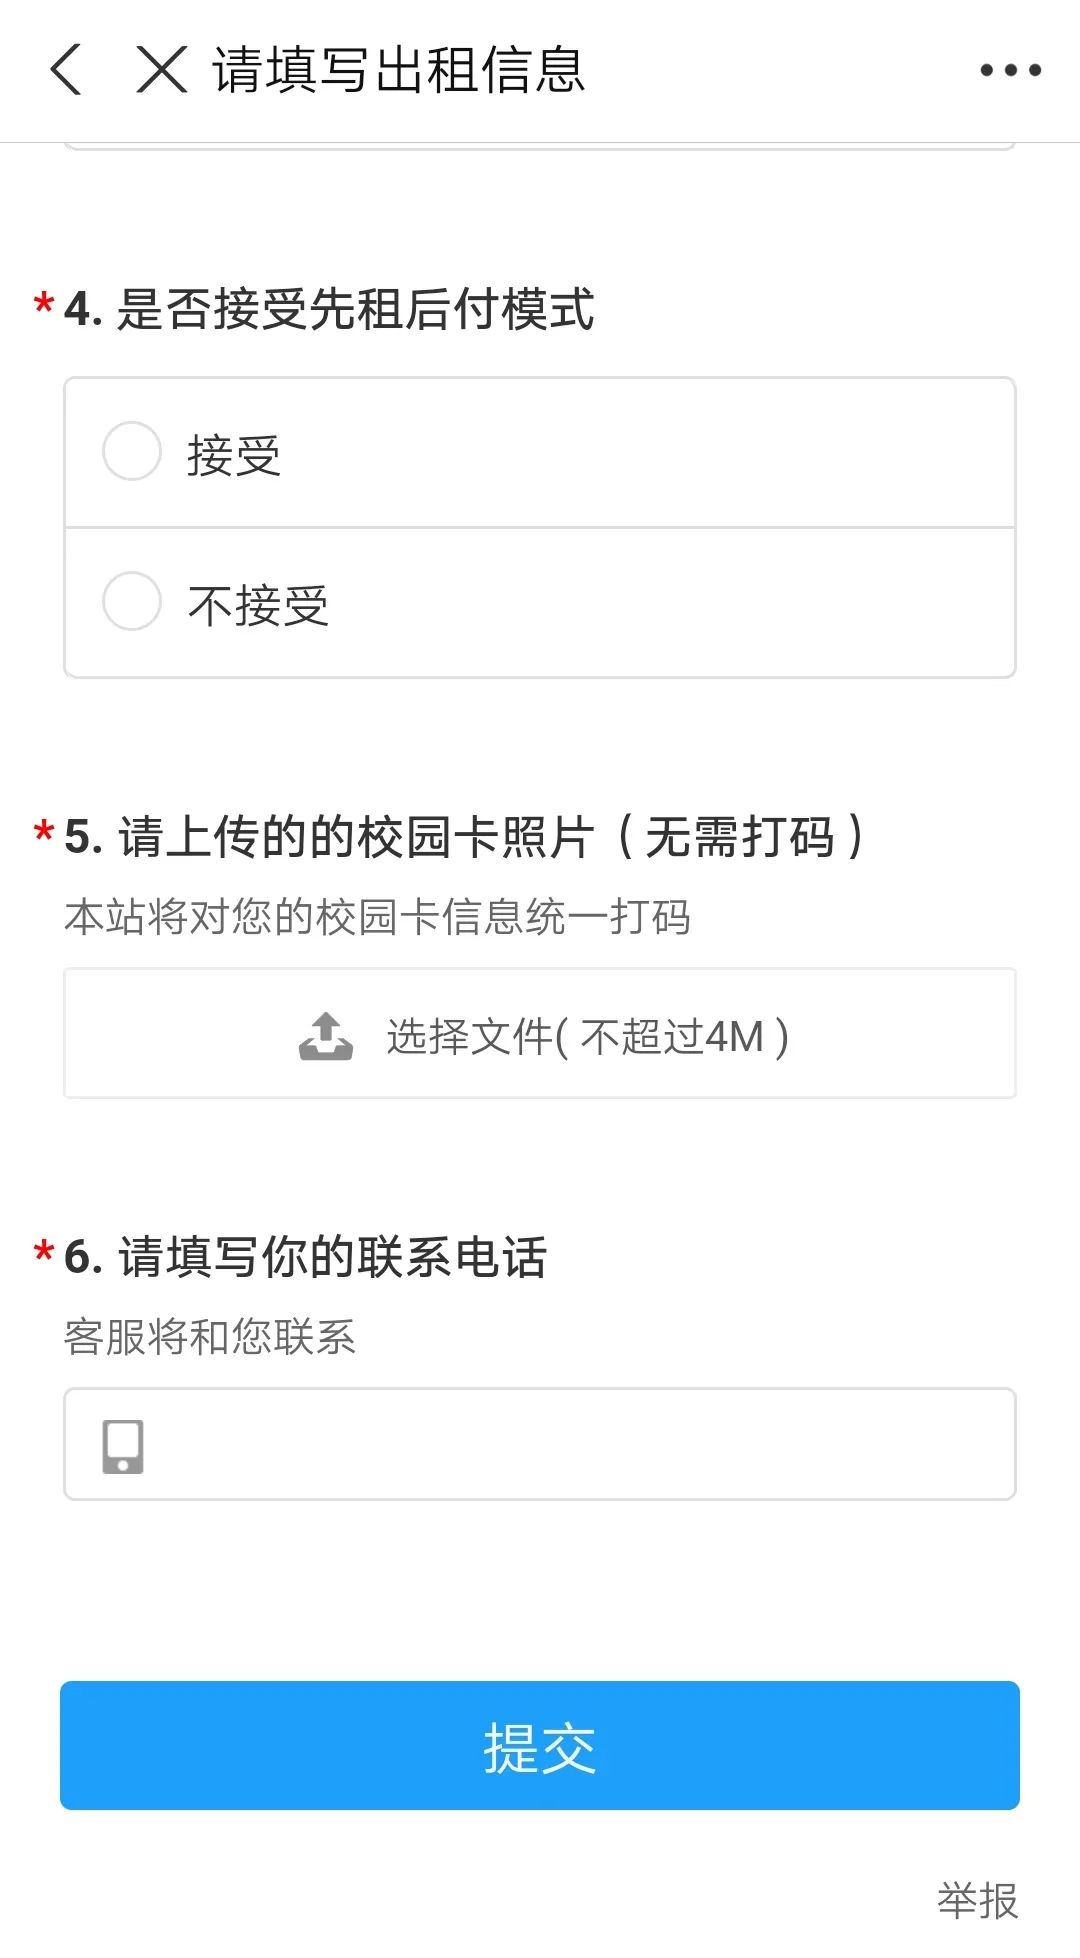 请填写出租信息
*4. 是否接受先租后付模式
接受
不接受
*5. 请上传的的校园卡照片（无需打码）
本站将对您的校园卡信息统一打码
选择文件( 不超过4M )
*6. 请填写你的联系电话
客服将和您联系
提交
举报